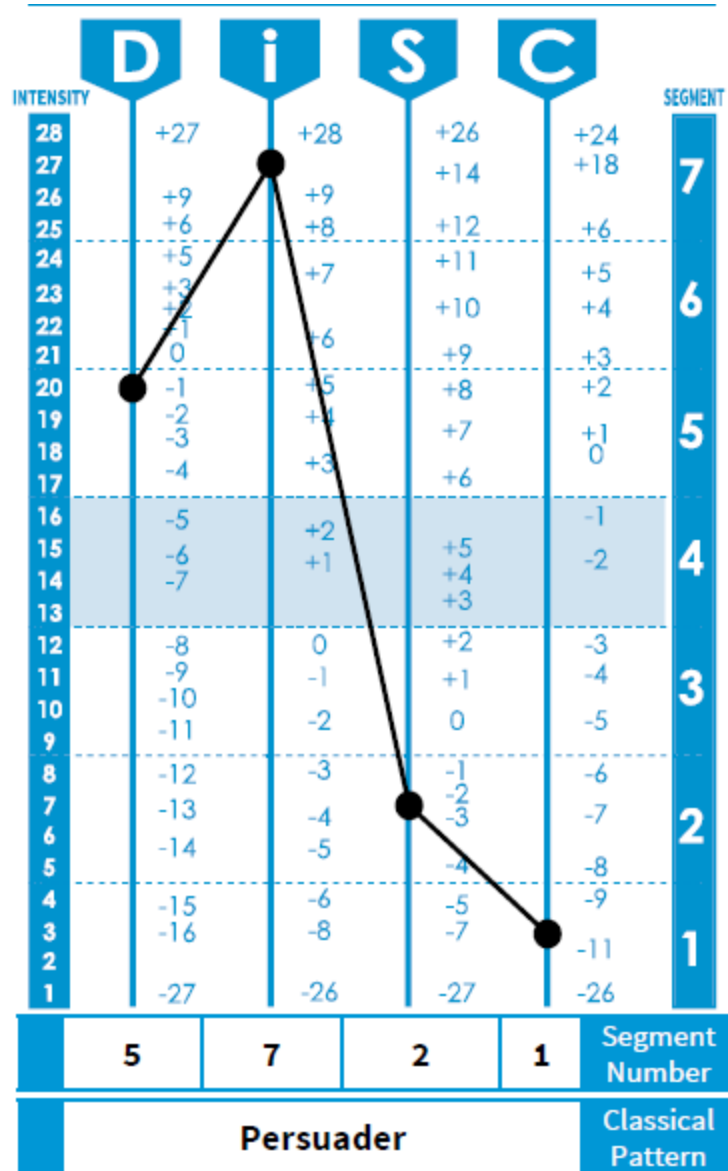 D i S C
INTENSITY SEGMENT
28 +27 +28 +26 +24
27 +14 +18 7
26 +9 +9
25 +6 +8 +12 +6
24 +5 +7 +11 +5
23 +3 +10 +4 6
22 +2 +6
+1
21 0 +9 +3
20 -1 +5 +8 +2
19 -2 +4 +7 +1 5
18 -3 +3 0
17 -4 +6
16 -5 +2 -1
15 -6 +1 +5 -2 4
14 -7 +4
13 +3
12 -8 0 +2 -3
11 -9 -1 +1 -4 3
10 -10 -2 0 -5
9 -11
8 -12 -3 -1 -6
7 -13 -4 -2 -7 2
6 -14 -5 -3
5 -4 -8
4 -15 -6 -5 -9
3 -16 -8 -7 1
2 -11
1 -27 -26 -27 -26
5 7 2 1 Segment
Number
Persuader Classical
Pattern